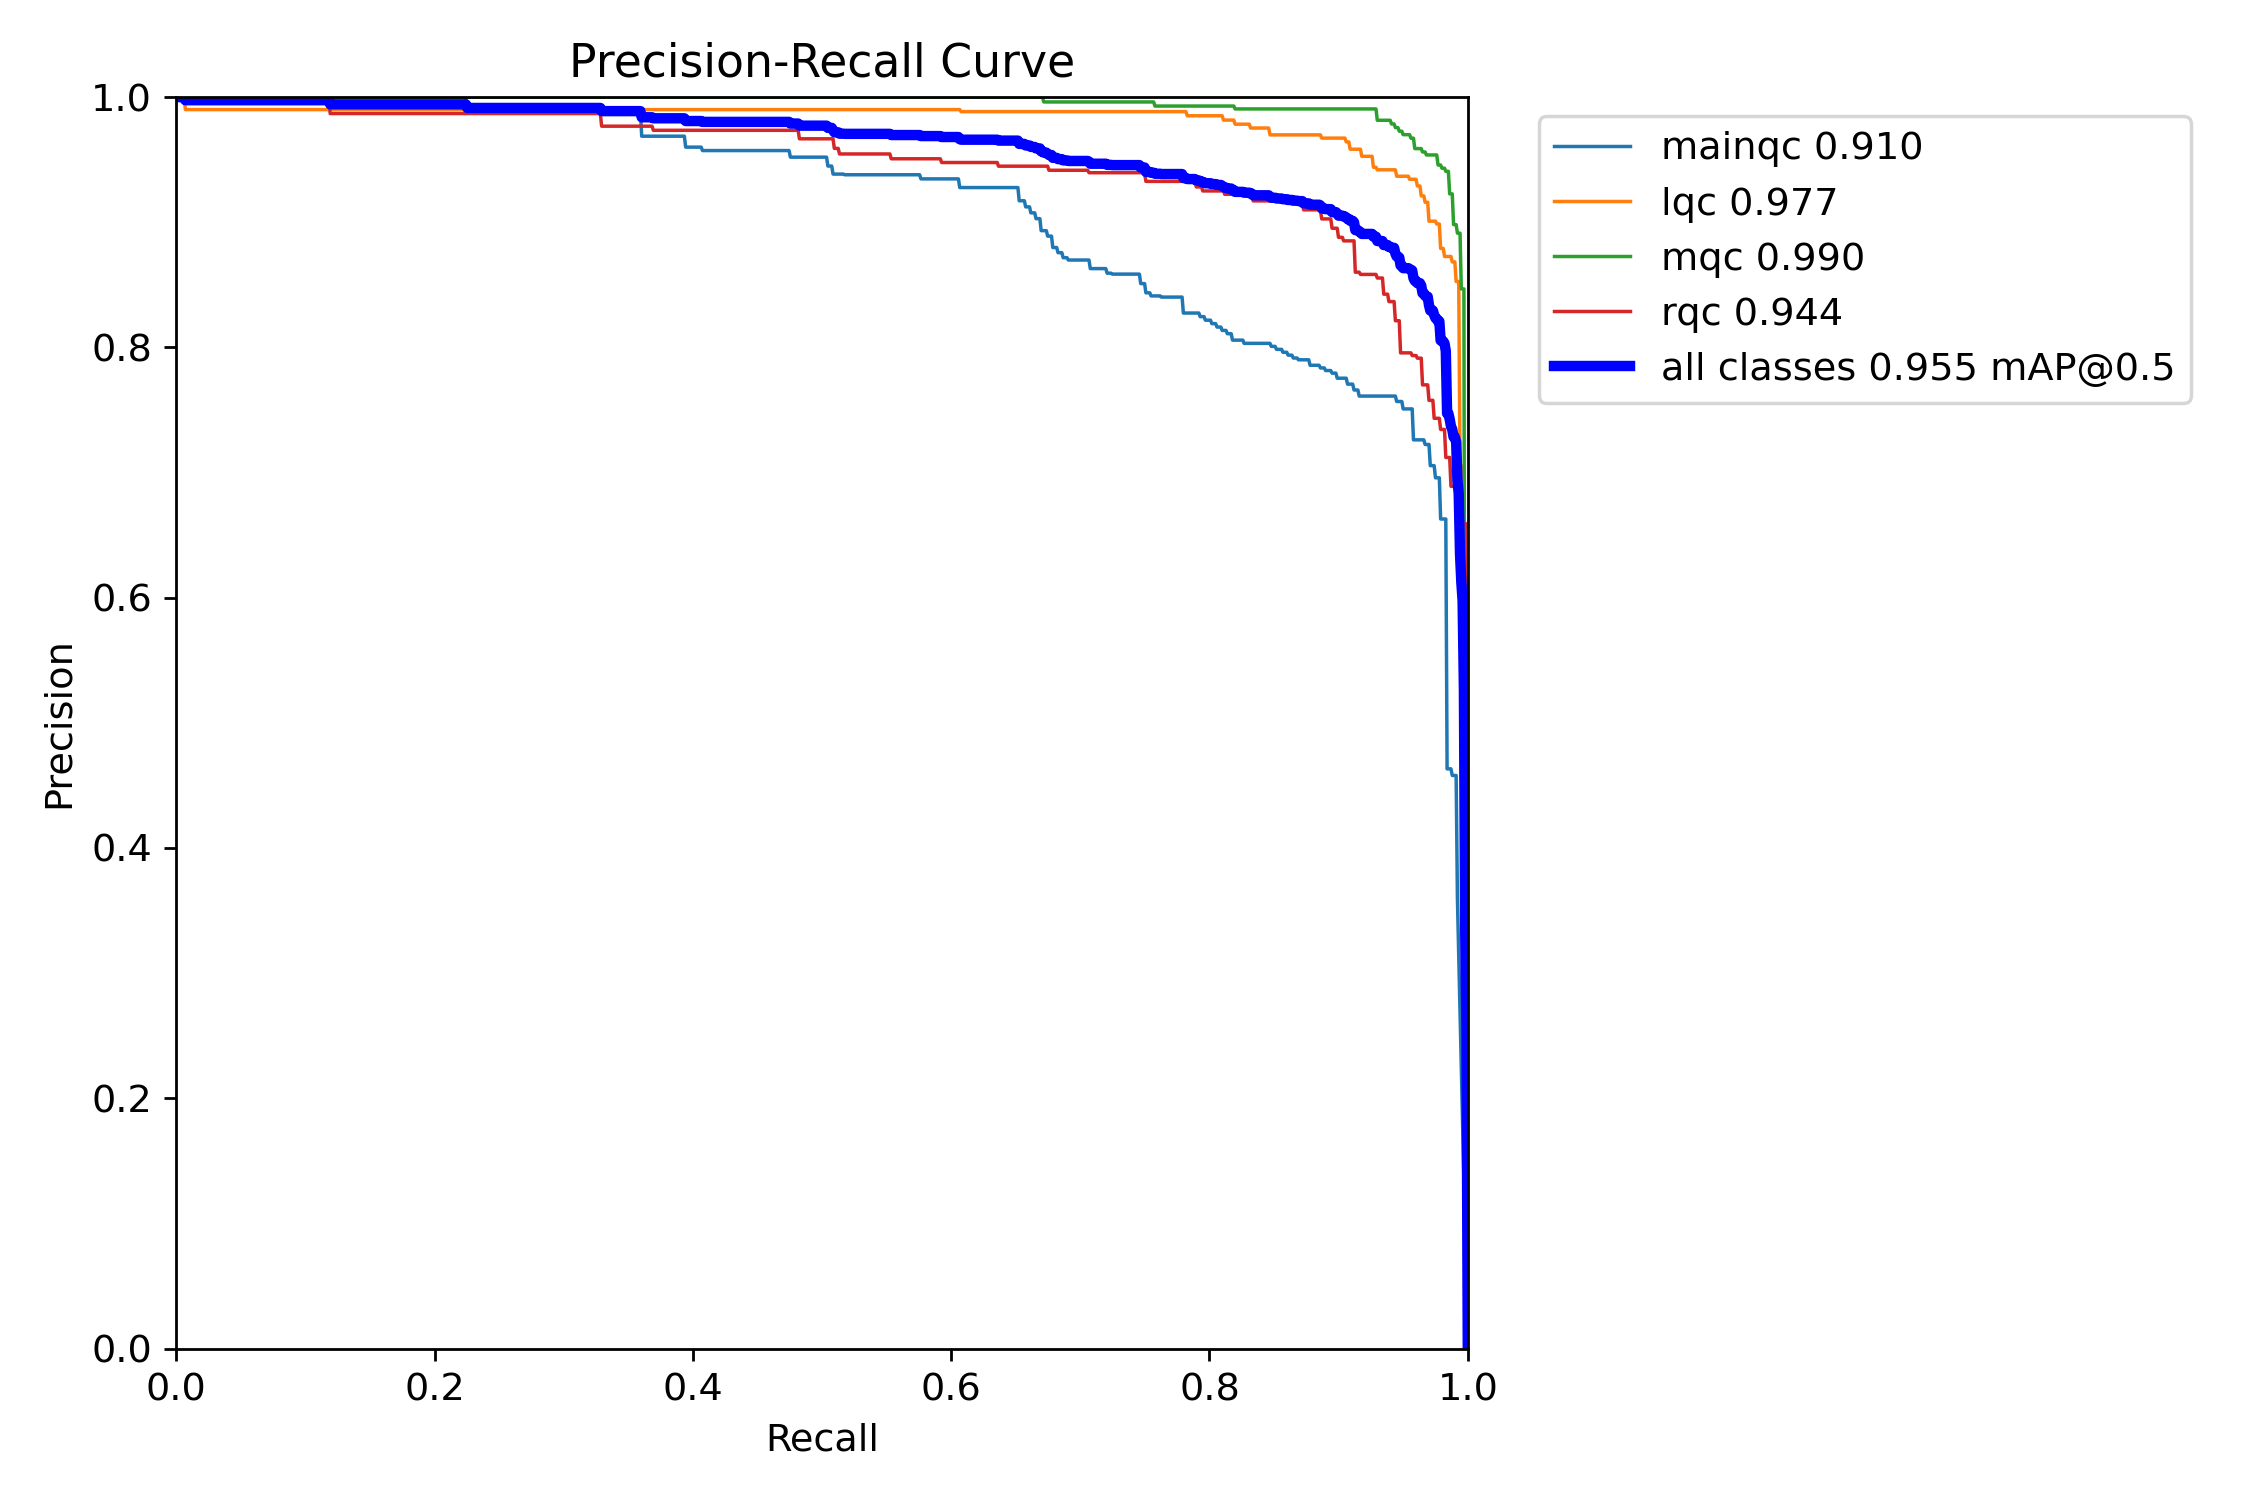 Precision-Recall Curve
1.0
0.8
0.6
0.4
0.2
0.0
Precision
0.0 0.2 0.4 0.6 0.8 1.0
Recall
mainqc 0.910
lqc 0.977
mqc 0.990
rqc 0.944
all classes 0.955 mAP@0.5